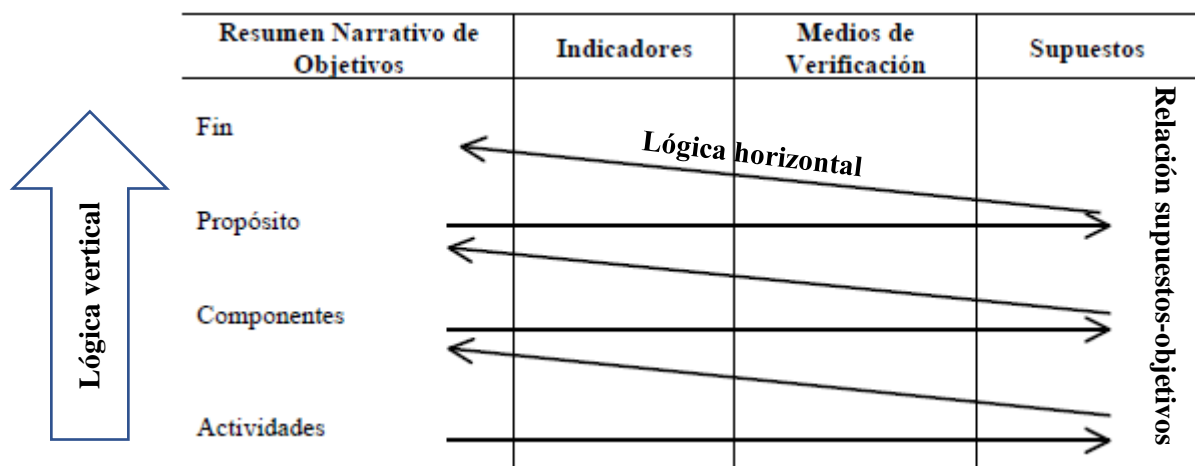 Resumen Narrativo de
Objetivos
Indicadores
Medios de
Verificación
Supuestos
Fin
Lógica horizontal
Propósito
Componentes
Actividades
Lógica vertical
Relación supuestos-objetivos